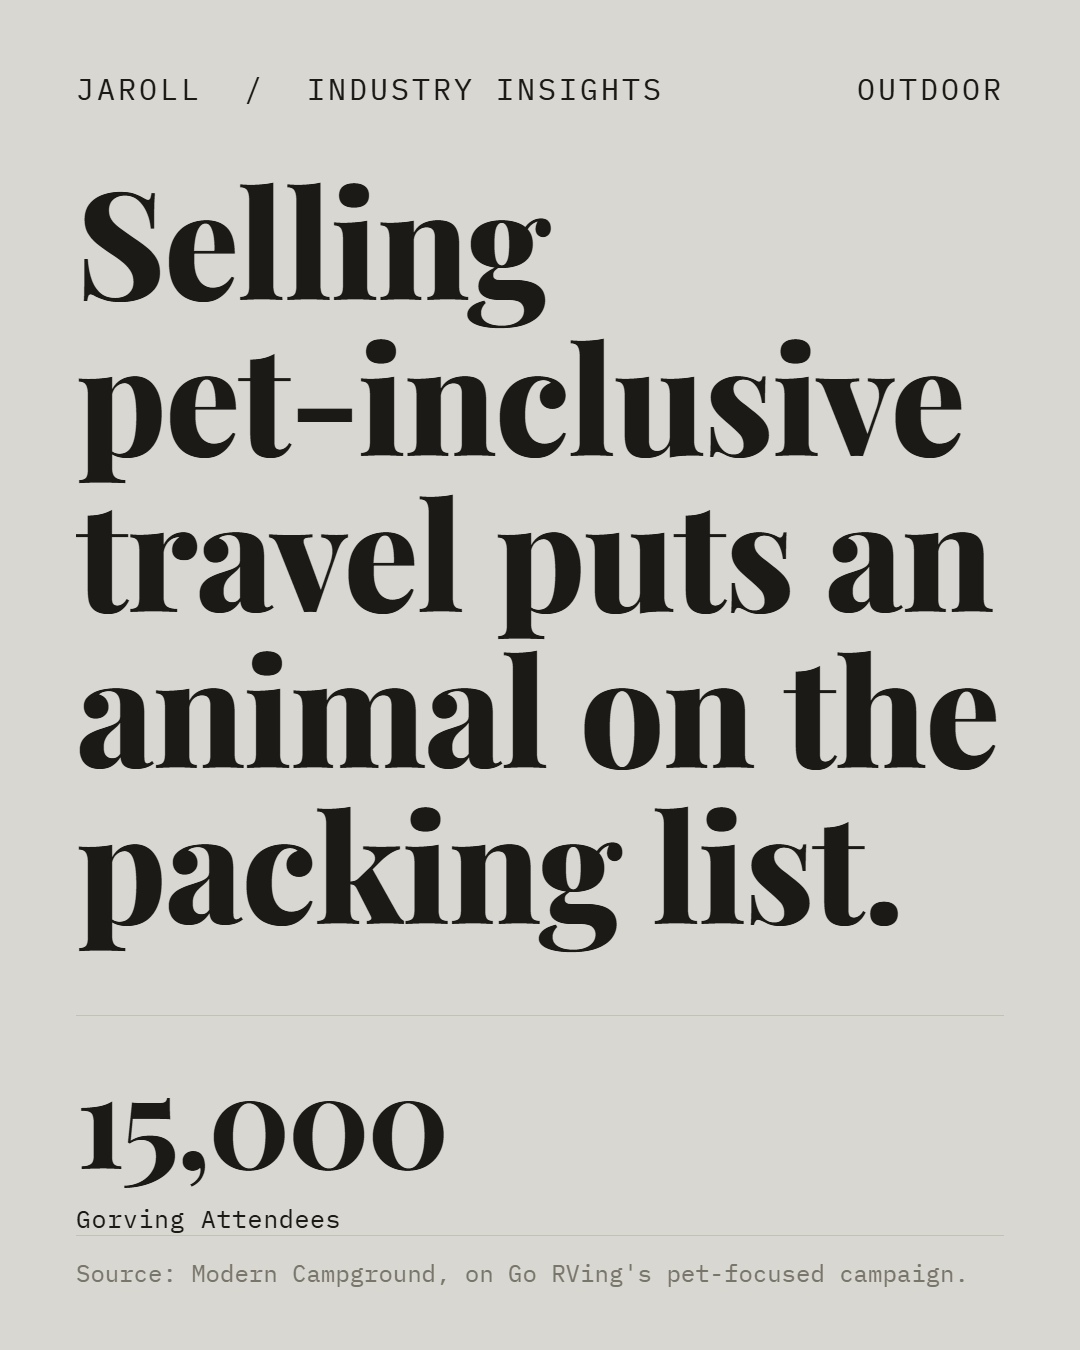 JAROLL / INDUSTRY INSIGHTS OUTDOOR
Selling
pet-inclusive
travel puts an
animal on the
packing list.
15,000
Gorving Attendees
Source: Modern Campground, on Go RVing's pet-focused campaign.